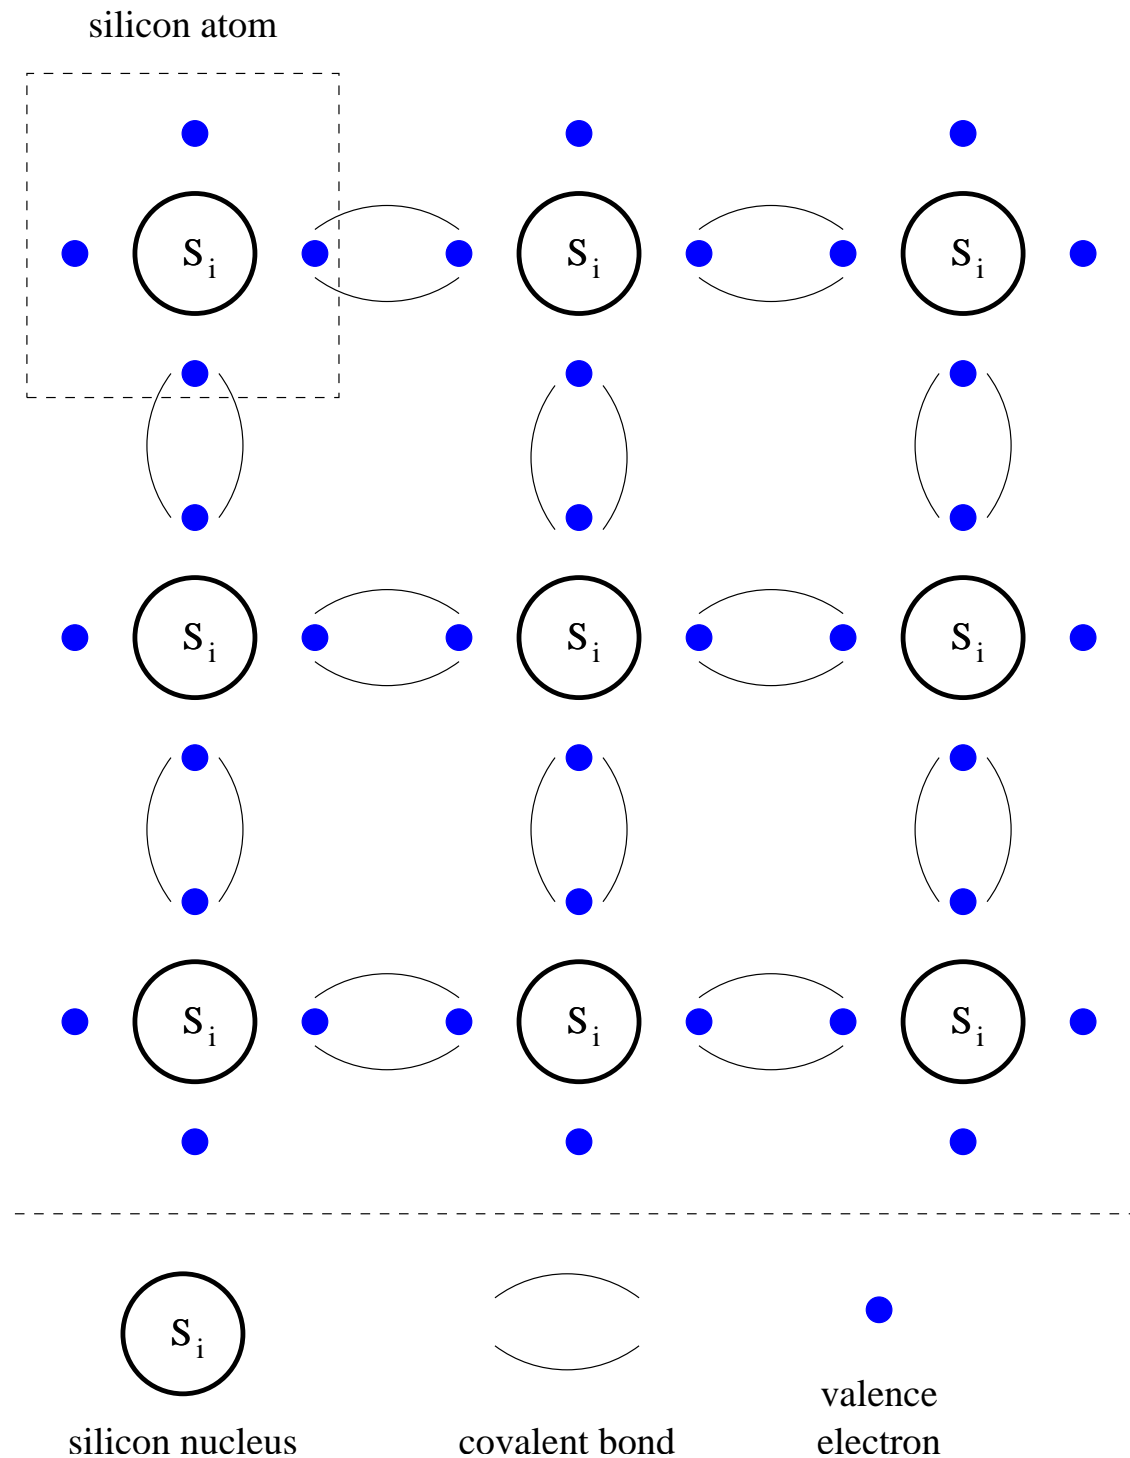 silicon atom
Si Si Si
Si Si Si
Si Si Si
Si
valence
silicon nucleus covalent bond electron